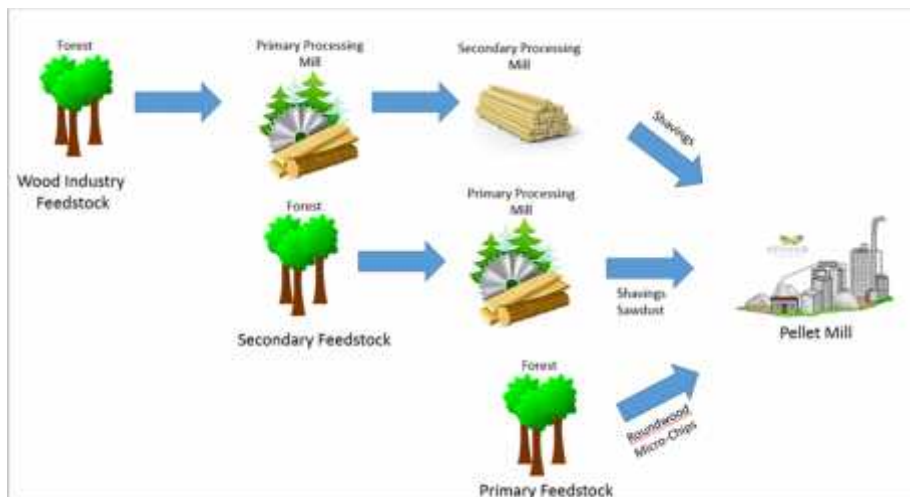 Forest
Primary Processing
Mill
Secondary Processing
Mill
Shavings
Wood Industry
Feedstock
Forest
Primary Processing
Mill
Shavings
Sawdust
Secondary Feedstock
Pellet Mill
Forest
Roundwood
Micro-Chips
Primary Feedstock